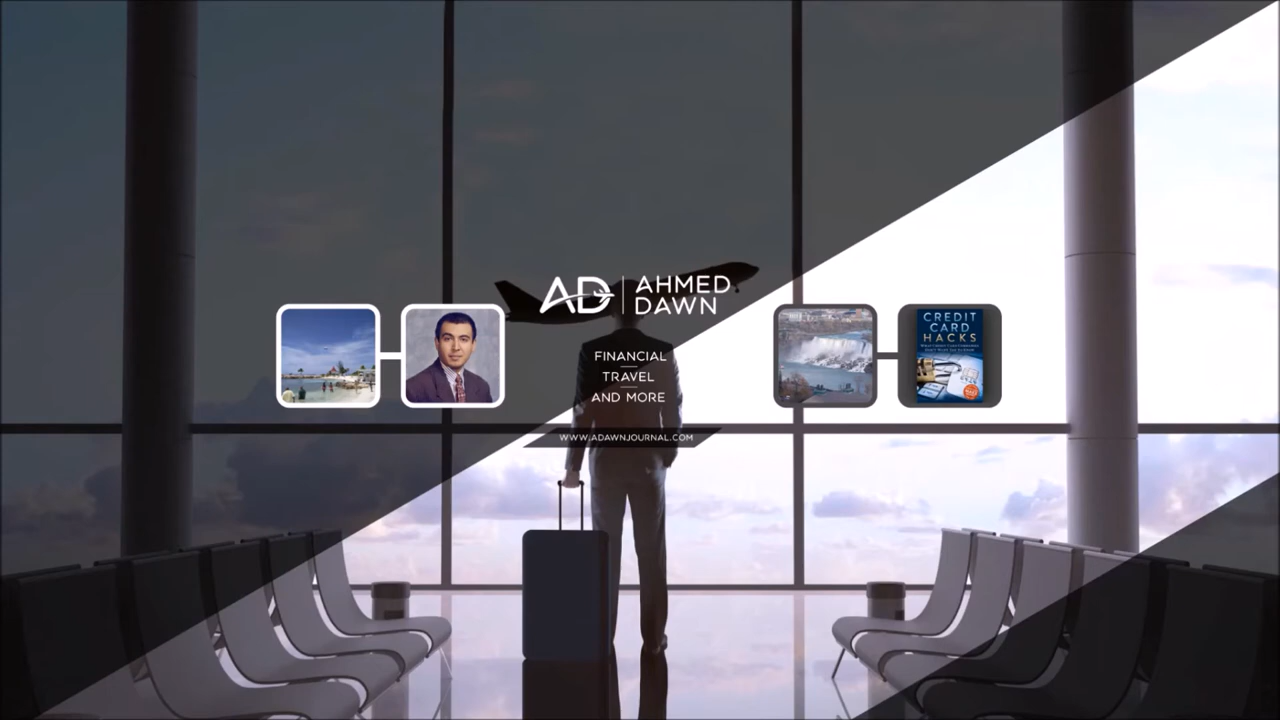 AD
AHMED
DAWN
FINANCIAL
TRAVEL
AND MORE
WWW.ADAWNJOURNAL.COM
CREDIT
CARD
HACKS